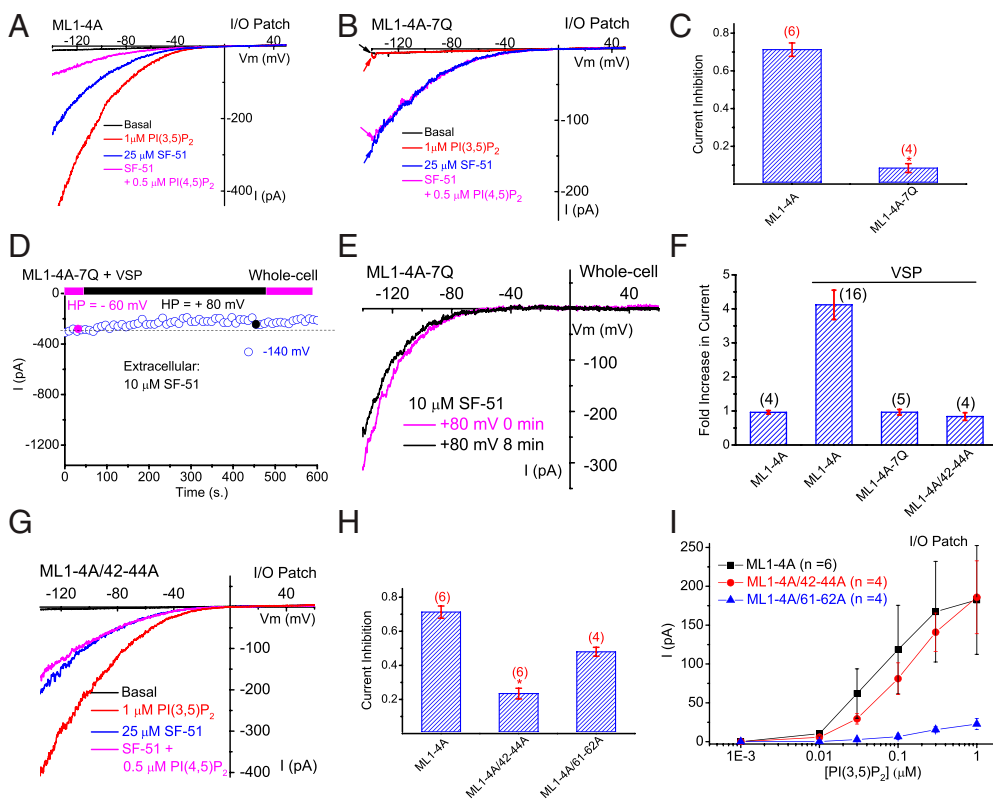 A
ML1-4A
I/O Patch
-120 -80 -40 0 40
Vm (mV)
-200
-400
Basal
1μM PI(3,5)P2
25 μM SF-51
SF-51
+ 0.5 μM PI(4,5)P2
I (pA)
B
ML1-4A-7Q
I/O Patch
-120 -80 -40 0 40
Vm (mV)
-100
-150
-200
Basal
1μM PI(3,5)P2
25 μM SF-51
SF-51
+ 0.5 μM PI(4,5)P2
I (pA)
C
Current Inhibition
0.8
0.6
0.4
0.2
(6)
(4)
*
ML1-4A
ML1-4A-7Q
D
ML1-4A-7Q + VSP
Whole-cell
HP = - 60 mV
HP = + 80 mV
-140 mV
Extracellular:
10 μM SF-51
I (pA)
0
-400
-800
-1200
0 100 200 300 400 500 600
Time (s.)
E
ML1-4A-7Q
Whole-cell
-120 -80 -40 0 40
Vm (mV)
-100
-200
-300
10 μM SF-51
+80 mV 0 min
+80 mV 8 min
I (pA)
F
VSP
Fold Increase in Current
5
4
3
2
1
0
(4)
(16)
(5)
(4)
ML1-4A
ML1-4A
ML1-4A-7Q
ML1-4A/42-44A
G
ML1-4A/42-44A
I/O Patch
-120 -80 -40 0 40
Vm (mV)
-100
-200
-300
-400
Basal
1 μM PI(3,5)P2
25 μM SF-51
SF-51 +
0.5 μM PI(4,5)P2
I (pA)
H
Current Inhibition
0.8
0.6
0.4
0.2
(6)
(6)
*
(4)
ML1-4A
ML1-4A/42-44A
ML1-4A/61-62A
I
I/O Patch
ML1-4A (n =6)
ML1-4A/42-44A (n =4)
ML1-4A/61-62A (n =4)
I (pA)
250
200
150
100
50
0
1E-3 0.01 0.1 1
[PI(3,5)P2] (μM)